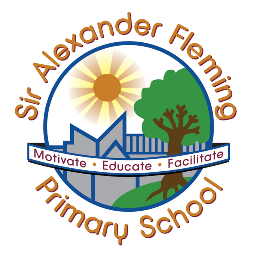 Sir Alexander Fleming
Motivate • Educate • Facilitate
Primary School